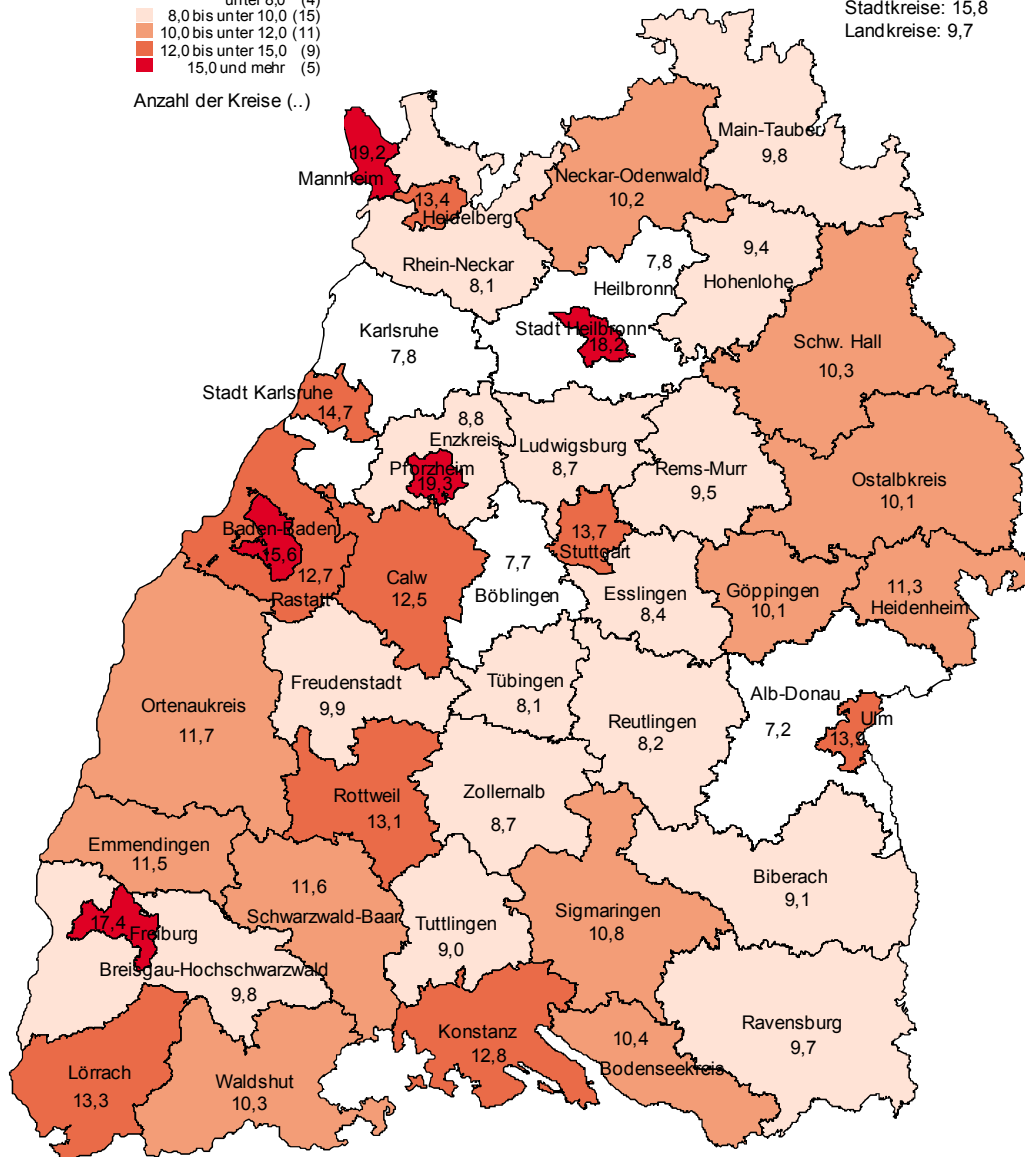 unter 8,0 (4)
8,0 bis unter 10,0 (15)
10,0 bis unter 12,0 (11)
12,0 bis unter 15,0 (9)
15,0 und mehr (5)
Anzahl der Kreise (..)
Stadtkreise: 15,8
Landkreise: 9,7
Main-Tauber
9,8
19,2
Mannheim
Neckar-Odenwald
10,2
13,4
Heidelberg
9,4
Hohenlohe
Rhein-Neckar
8,1
7,8
Heilbronn
Stadt Heilbronn
18,2
Karlsruhe
7,8
Schw. Hall
10,3
Stadt Karlsruhe
14,7
8,8
Enzkreis
Ludwigsburg
8,7
Pforzheim
19,3
Rems-Murr
9,5
Ostalbkreis
10,1
Baden-Baden
15,6
12,7
Rastatt
13,7
Stuttgart
7,7
Böblingen
Calw
12,5
Esslingen
8,4
Göppingen
10,1
11,3
Heidenheim
Freudenstadt
9,9
Tübingen
8,1
Alb-Donau
7,2
Ulm
13,9
Ortenaukreis
11,7
Reutlingen
8,2
Rottweil
13,1
Zollernalb
8,7
Emmendingen
11,5
Biberach
9,1
11,6
Schwarzwald-Baar
17,4
Freiburg
Tuttlingen
9,0
Sigmaringen
10,8
Breisgau-Hochschwarzwald
9,8
Konstanz
12,8
10,4
Bodenseekreis
Ravensburg
9,7
Lörrach
13,3
Waldshut
10,3